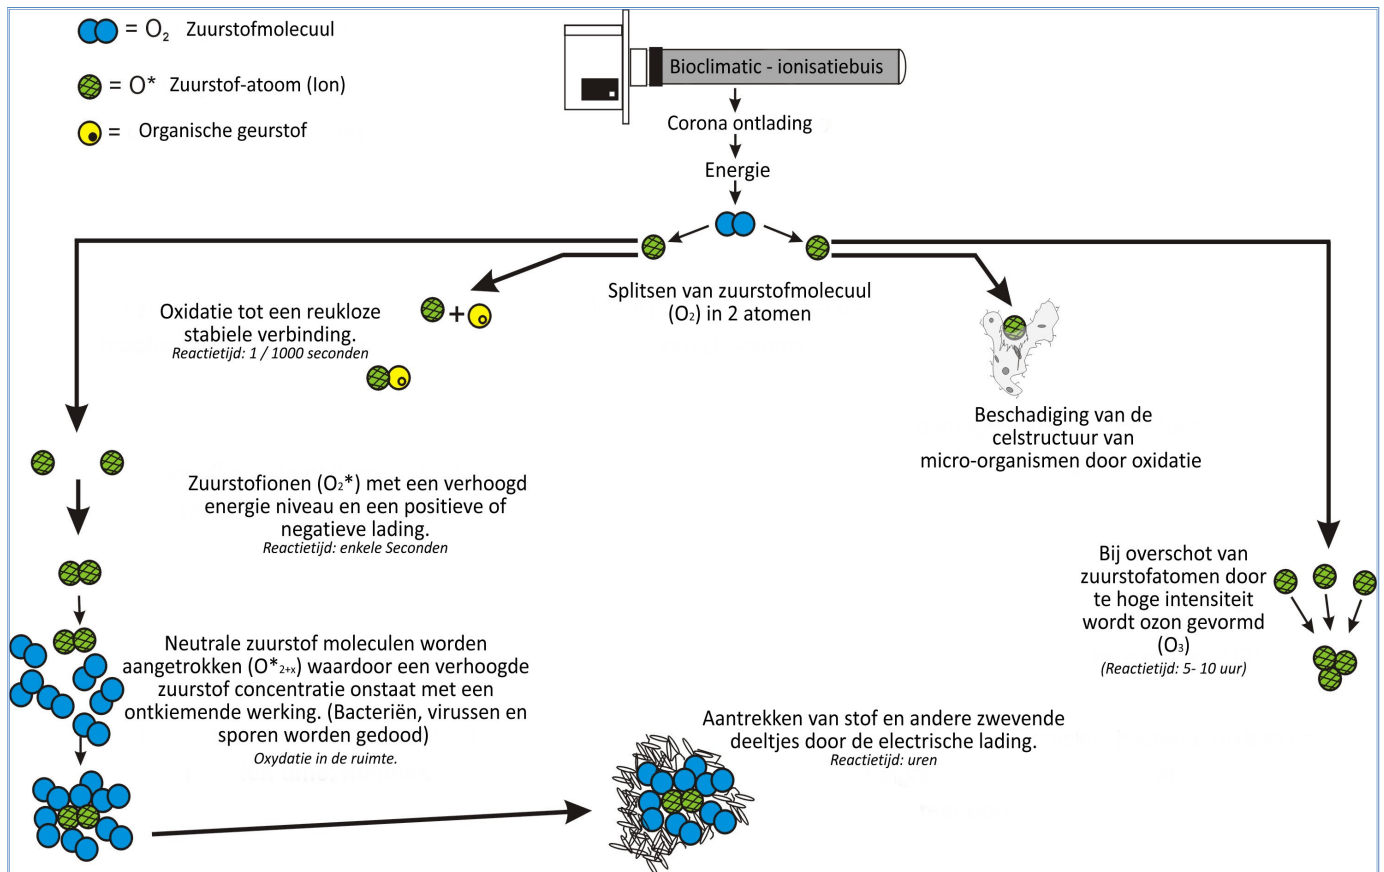 = O₂ Zuurstofmolecuul
= O* Zuurstof-atoom (Ion)
= Organische geurstof
Bioclimatic - ionisatiebuis
Corona ontlading
Energie
Splitsen van zuurstofmolecuul
(O₂) in 2 atomen
Oxidatie tot een reukloze
stabiele verbinding.
Reactietijd: 1 / 1000 seconden
+
Beschadiging van de
celstructuur van
micro-organismen door oxidatie
Zuurstofionen (O₂*) met een verhoogd
energie niveau en een positieve of
negatieve lading.
Reactietijd: enkele Seconden
Bij overschot van
zuurstofatomen door
te hoge intensiteit
wordt ozon gevormd
(O₃)
(Reactietijd: 5- 10 uur)
Neutrale zuurstof moleculen worden
aangetrokken (O*₂₊ₓ) waardoor een verhoogde
zuurstof concentratie onstaat met een
ontkiemende werking. (Bacteriën, virussen en
sporen worden gedood)
Oxydatie in de ruimte.
Aantrekken van stof en andere zwevende
deeltjes door de electrische lading.
Reactietijd: uren